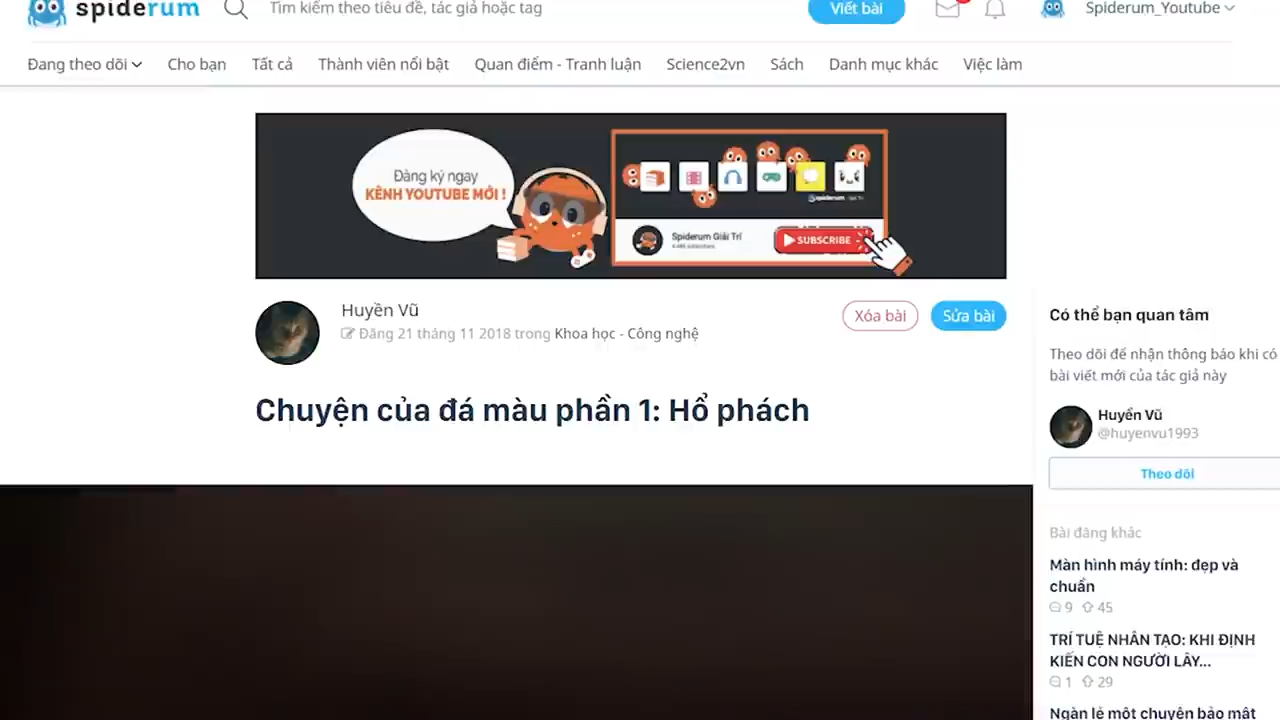 spiderum
Tìm kiếm theo tiêu đề, tác giả hoặc tag
Viết bài
Spiderum_Youtube
Đang theo dõi
Cho bạn
Tất cả
Thành viên nổi bật
Quan điểm - Tranh luận
Science2vn
Sách
Danh mục khác
Việc làm
Đăng ký ngay
KÊNH YOUTUBE MỚI !
Spiderum Giải Trí
SUBSCRIBE
Huyền Vũ
Đăng 21 tháng 11 2018 trong Khoa học - Công nghệ
Xóa bài
Sửa bài
Chuyện của đá màu phần 1: Hổ phách
Có thể bạn quan tâm
Theo dõi để nhận thông báo khi có
bài viết mới của tác giả này
Huyền Vũ
@huyenvu1993
Theo dõi
Bài đăng khác
Màn hình máy tính: đẹp và
chuẩn
9 45
TRÍ TUỆ NHÂN TẠO: KHI ĐỊNH
KIẾN CON NGƯỜI LÂY...
1 29
Ngàn lẻ một chuyện bảo mật